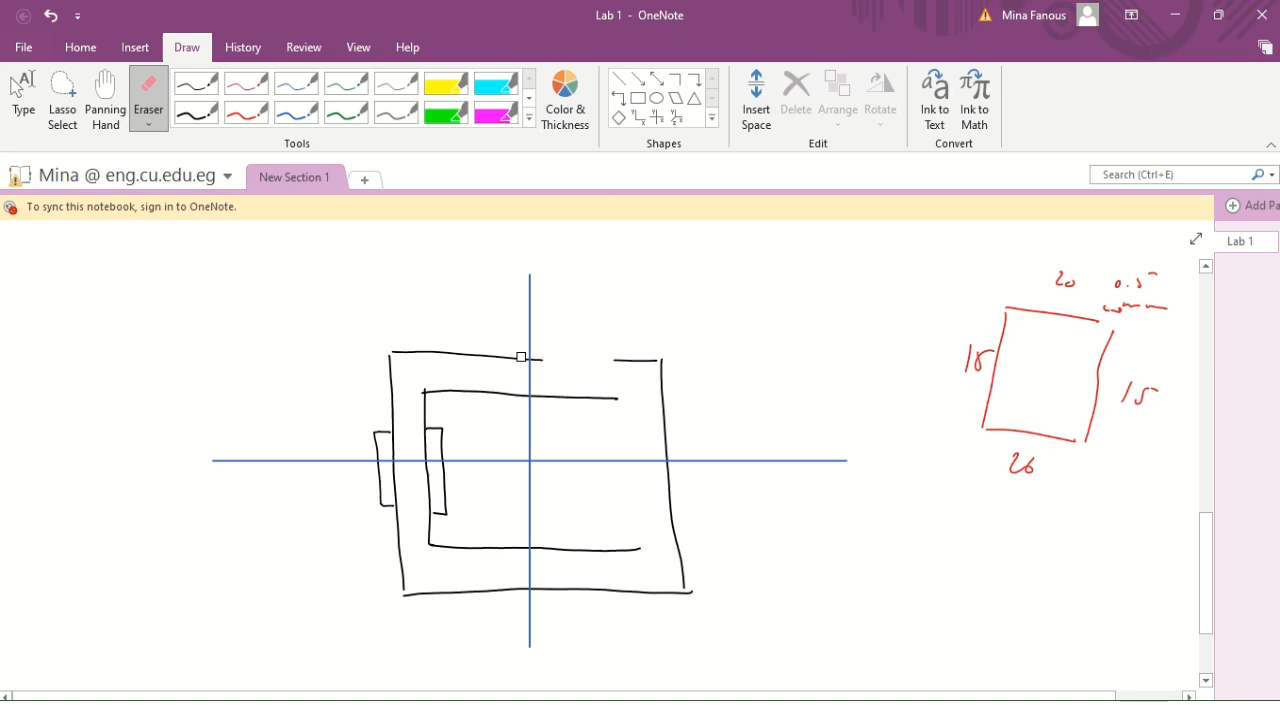 Lab 1 - OneNote
Mina Fanous
File Home Insert Draw History Review View Help
Type
Lasso Select
Panning Hand
Eraser
Color & Thickness
Insert Space
Delete
Arrange
Rotate
Ink to Text
Ink to Math
Tools
Shapes
Edit
Convert
Mina @ eng.cu.edu.eg
New Section 1
Search (Ctrl+E)
To sync this notebook, sign in to OneNote.
Add Pa
Lab 1
20 0.5
15
15
20